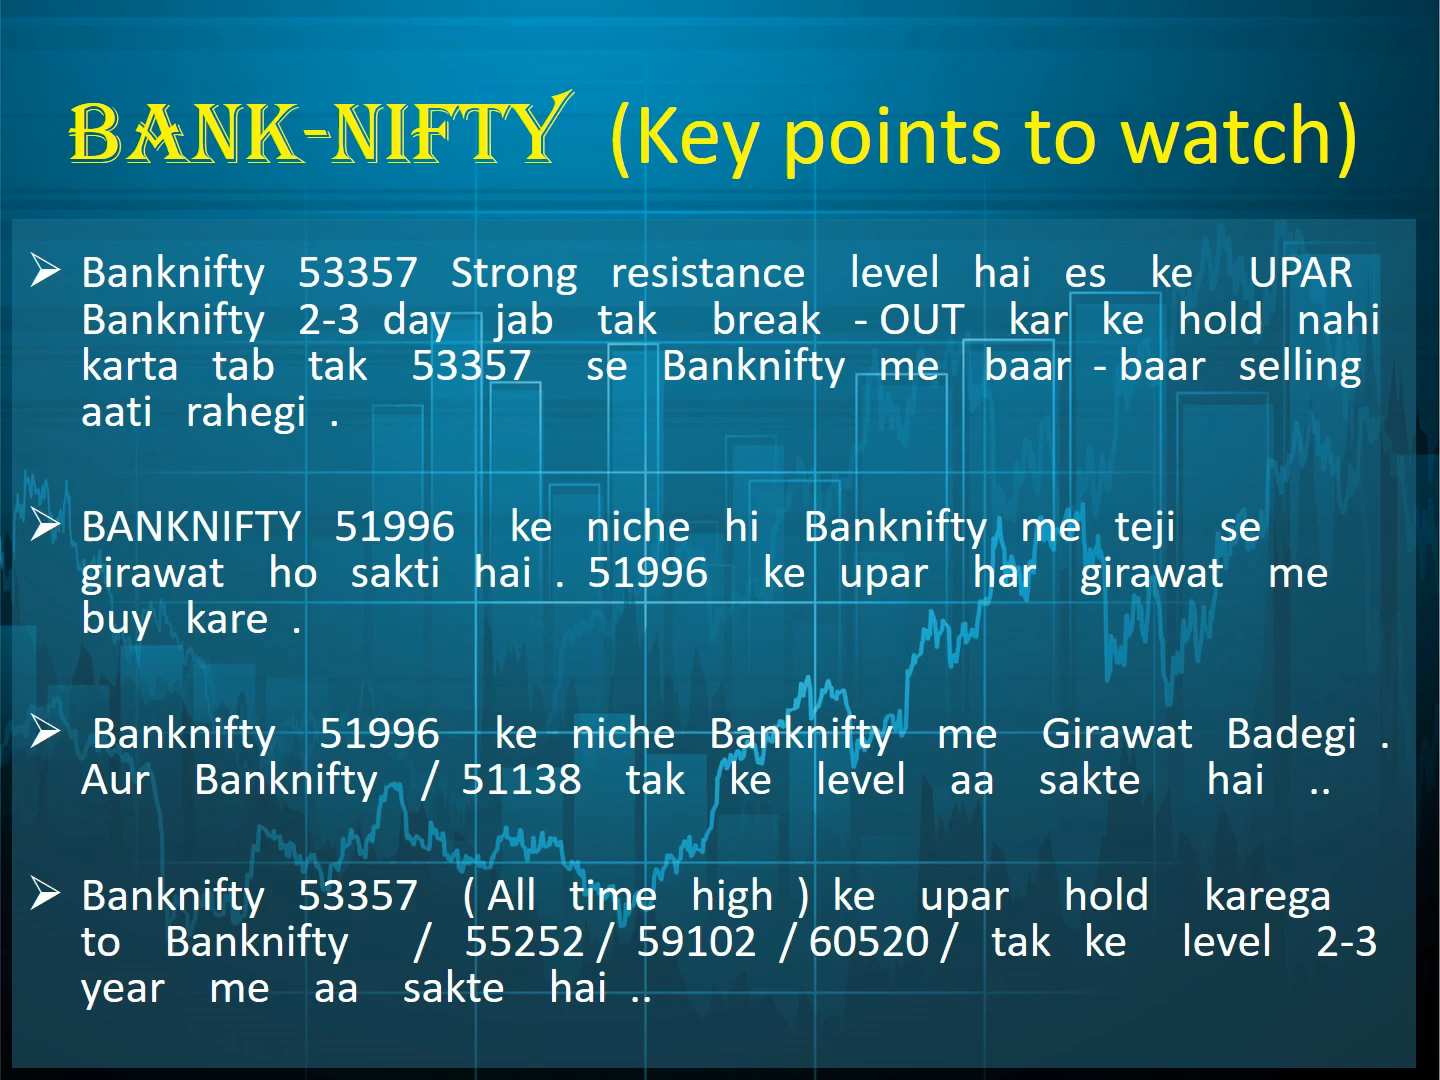 BANK-NIFTY (Key points to watch)
➢ Banknifty 53357 Strong resistance level hai es ke UPAR
Banknifty 2-3 day jab tak break - OUT kar ke hold nahi
karta tab tak 53357 se Banknifty me baar - baar selling
aati rahegi .
➢ BANKNIFTY 51996 ke niche hi Banknifty me teji se
girawat ho sakti hai . 51996 ke upar har girawat me
buy kare .
➢ Banknifty 51996 ke niche Banknifty me Girawat Badegi .
Aur Banknifty / 51138 tak ke level aa sakte hai ..
➢ Banknifty 53357 ( All time high ) ke upar hold karega
to Banknifty / 55252 / 59102 / 60520 / tak ke level 2-3
year me aa sakte hai ..